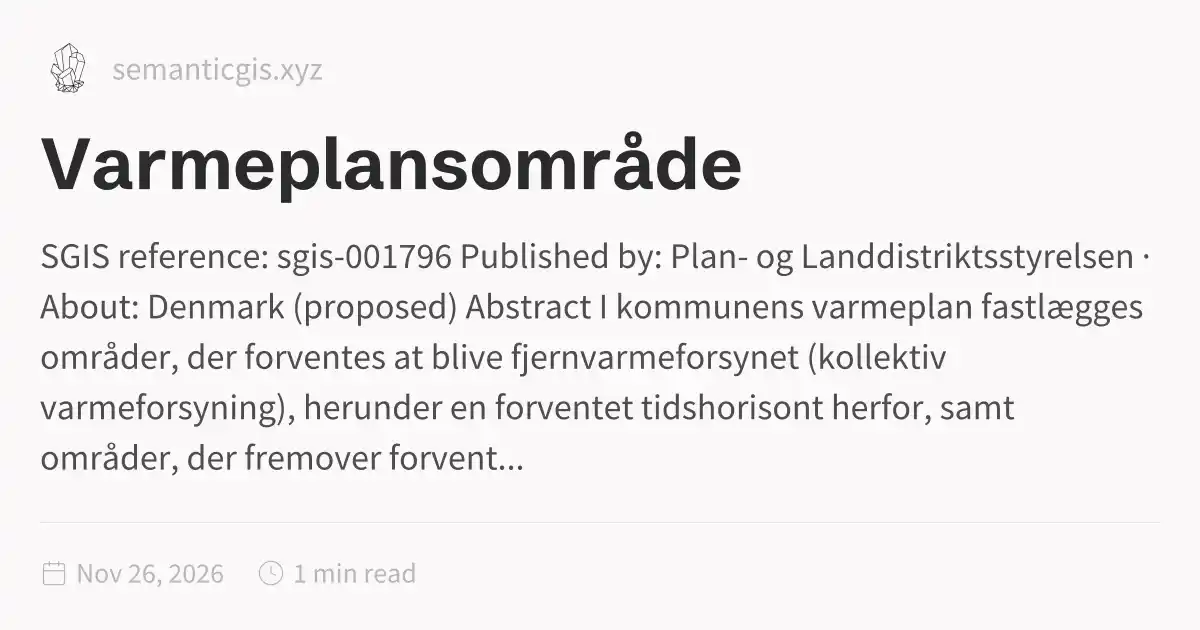 semanticgis.xyz
Varmeplansområde
SGIS reference: sgis-001796 Published by: Plan- og Landdistriktsstyrelsen ·
About: Denmark (proposed) Abstract I kommunens varmeplan fastlægges
områder, der forventes at blive fjernvarmeforsynet (kollektiv
varmeforsyning), herunder en forventet tidshorisont herfor, samt
områder, der fremover forvent...
Nov 26, 2026 1 min read